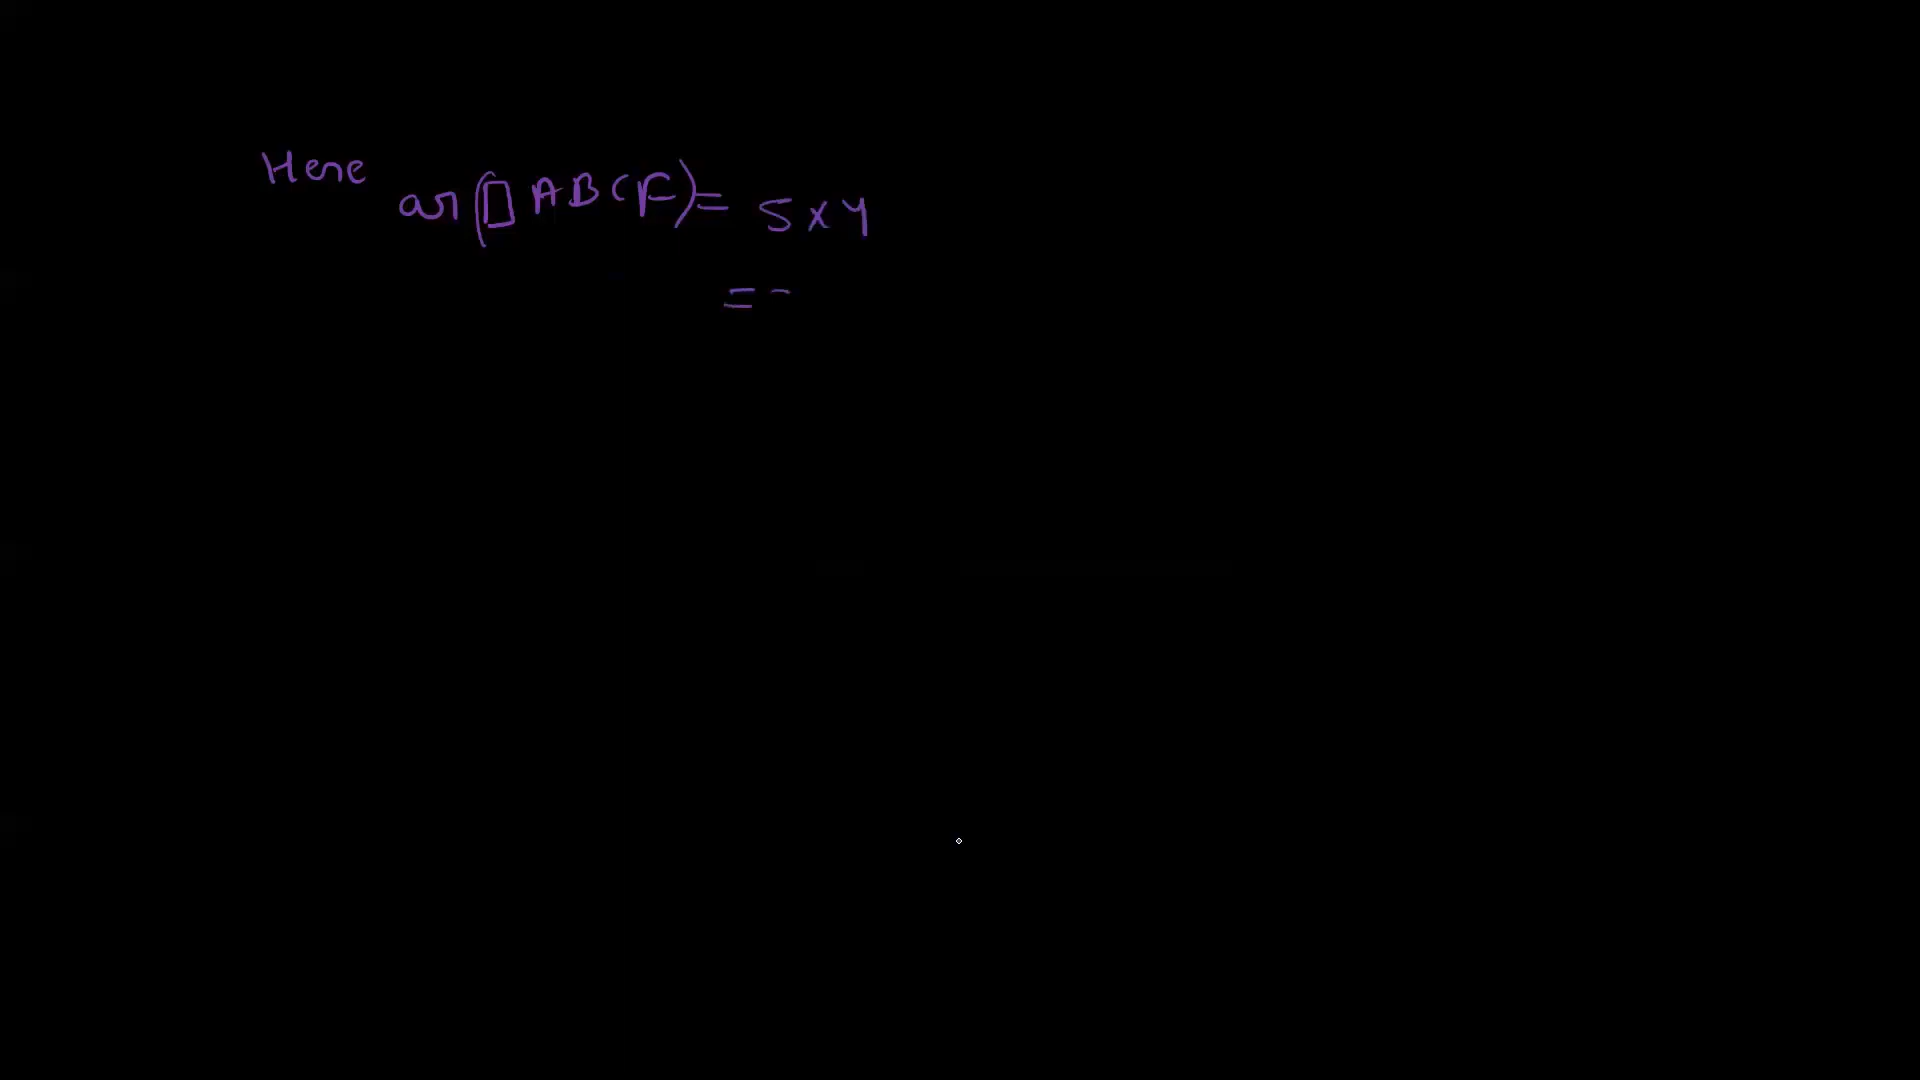 Here ar(▯ ABCF) = 5 x 4
=